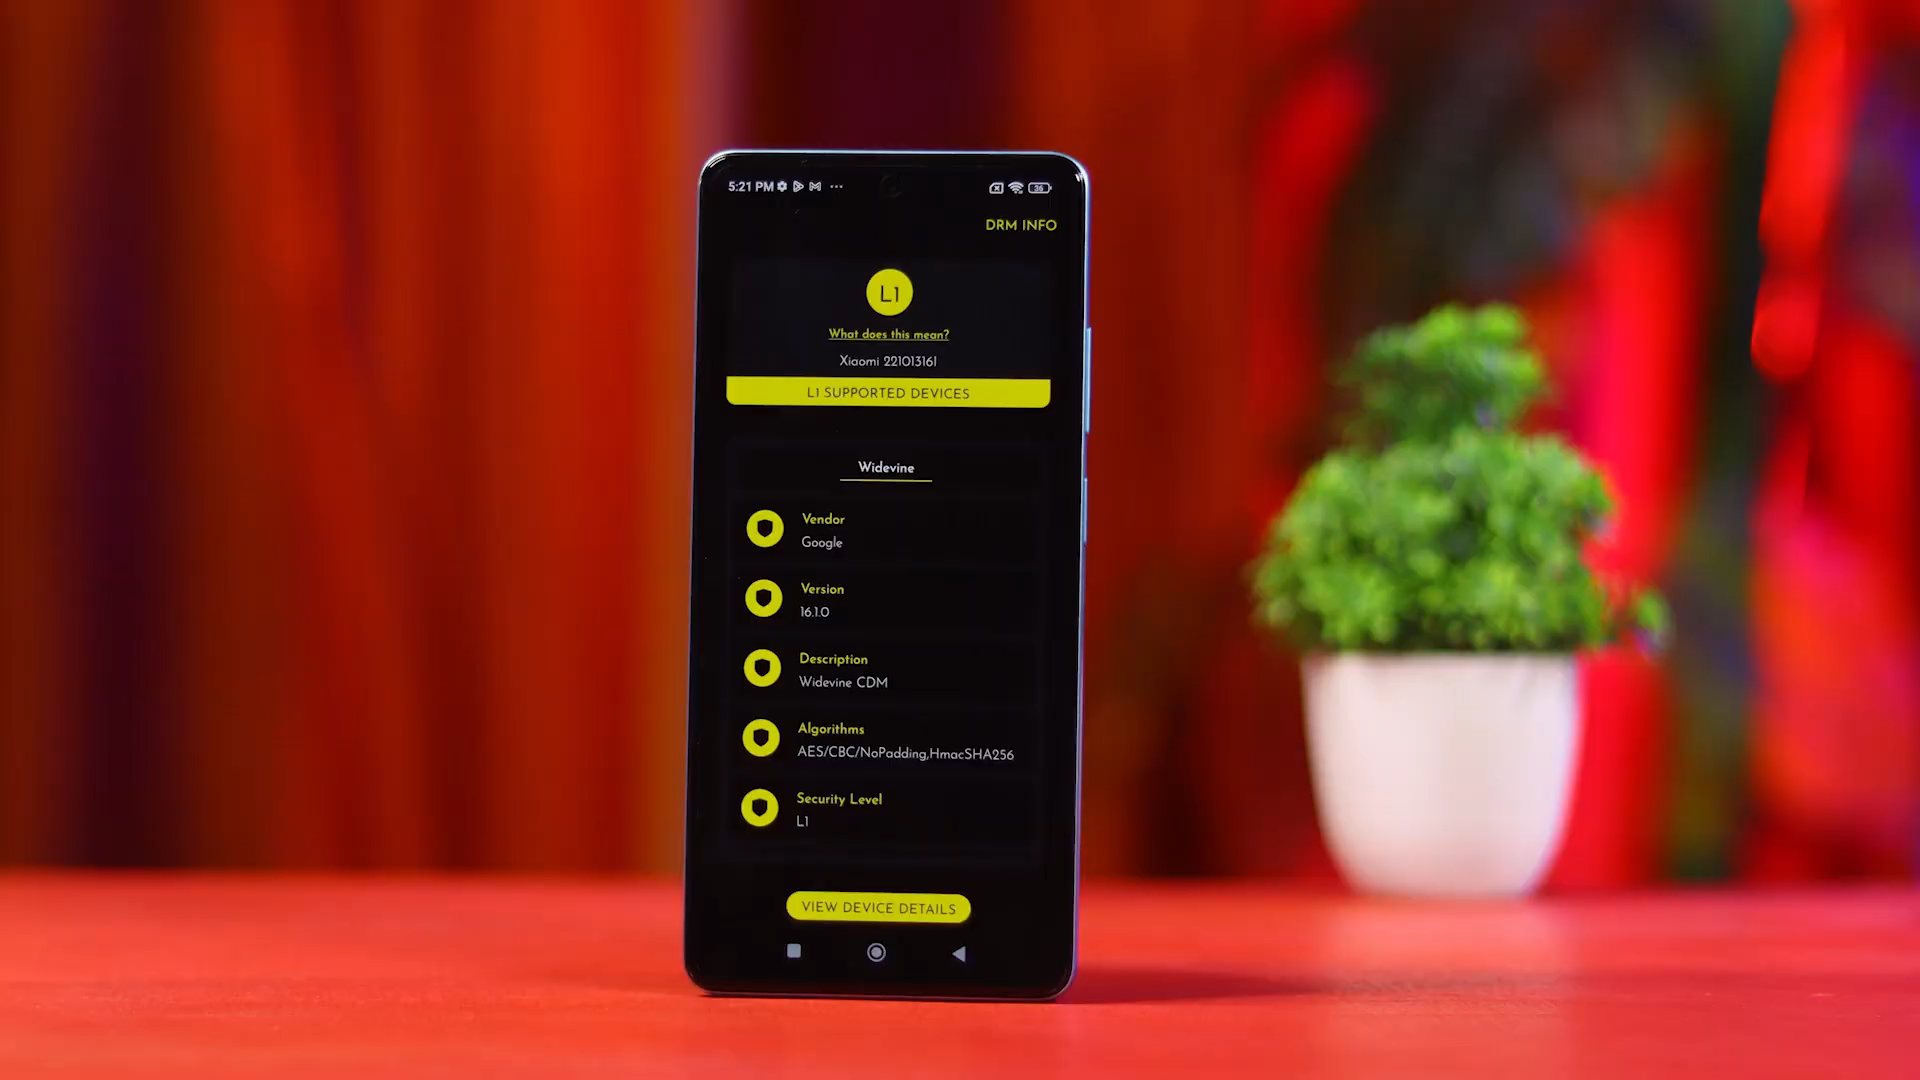 5:21 PM
36
DRM INFO
L1
What does this mean?
Xiaomi 22101316I
L1 SUPPORTED DEVICES
Widevine
Vendor
Google
Version
16.1.0
Description
Widevine CDM
Algorithms
AES/CBC/NoPadding,HmacSHA256
Security Level
L1
VIEW DEVICE DETAILS